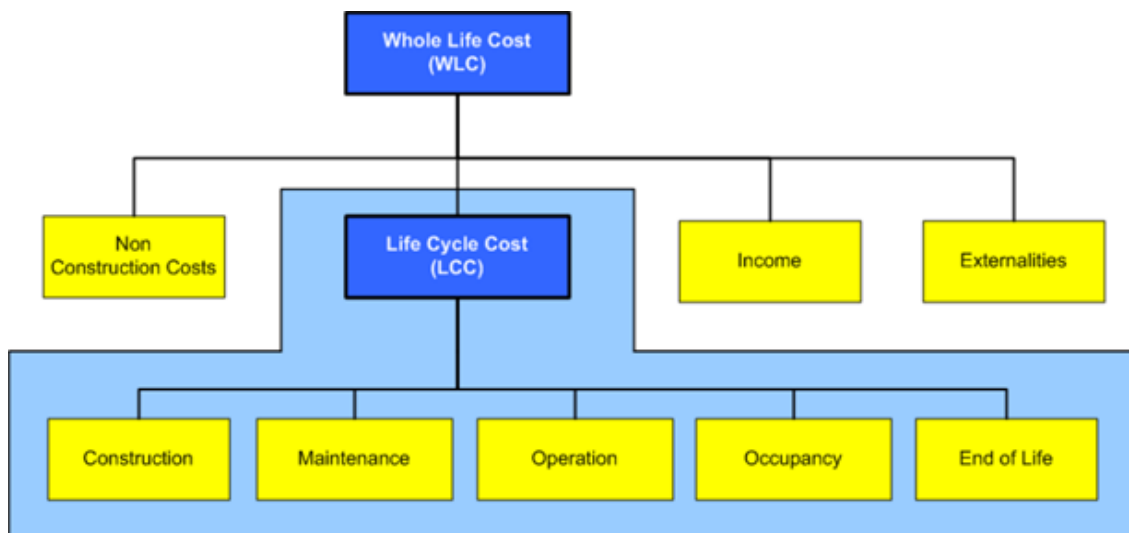 Whole Life Cost
(WLC)
Non
Construction Costs
Life Cycle Cost
(LCC)
Income
Externalities
Construction
Maintenance
Operation
Occupancy
End of Life